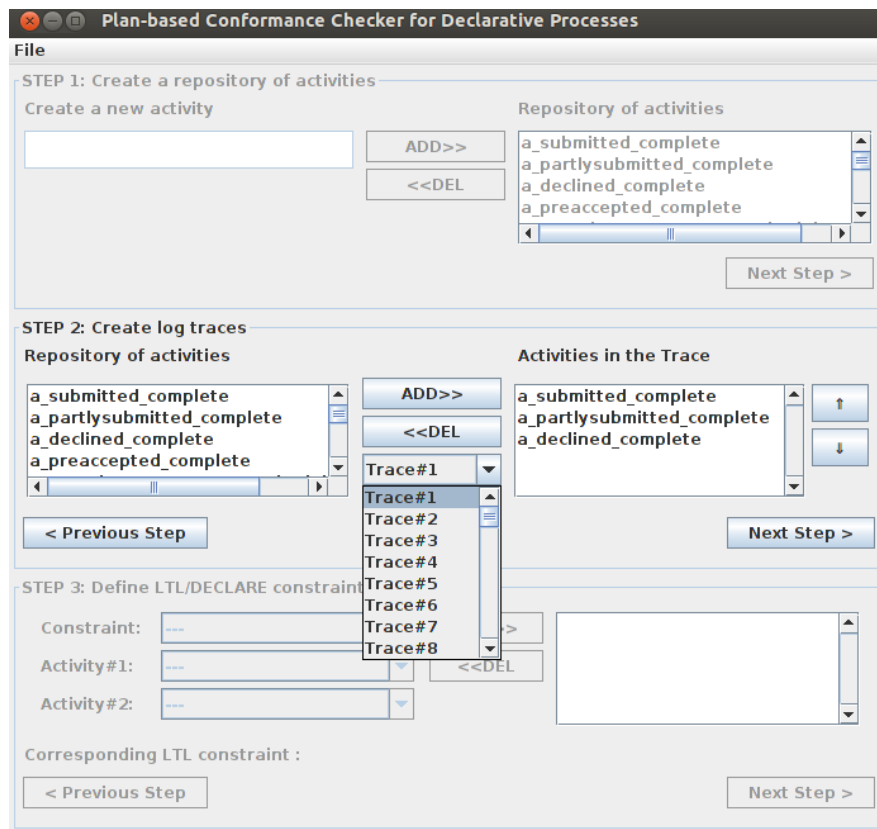 Plan-based Conformance Checker for Declarative Processes
File
STEP 1: Create a repository of activities
Create a new activity
Repository of activities
ADD>>
<<DEL
a_submitted_complete
a_partlysubmitted_complete
a_declined_complete
a_preaccepted_complete
Next Step >
STEP 2: Create log traces
Repository of activities
Activities in the Trace
a_submitted_complete
a_partlysubmitted_complete
a_declined_complete
a_preaccepted_complete
ADD>>
<<DEL
Trace#1
a_submitted_complete
a_partlysubmitted_complete
a_declined_complete
⇑
⇓
Trace#1
Trace#2
Trace#3
Trace#4
Trace#5
Trace#6
Trace#7
Trace#8
< Previous Step
Next Step >
STEP 3: Define LTL/DECLARE constraint
Constraint: ---
>
Activity#1: ---
<<DEL
Activity#2: ---
Corresponding LTL constraint :
< Previous Step
Next Step >